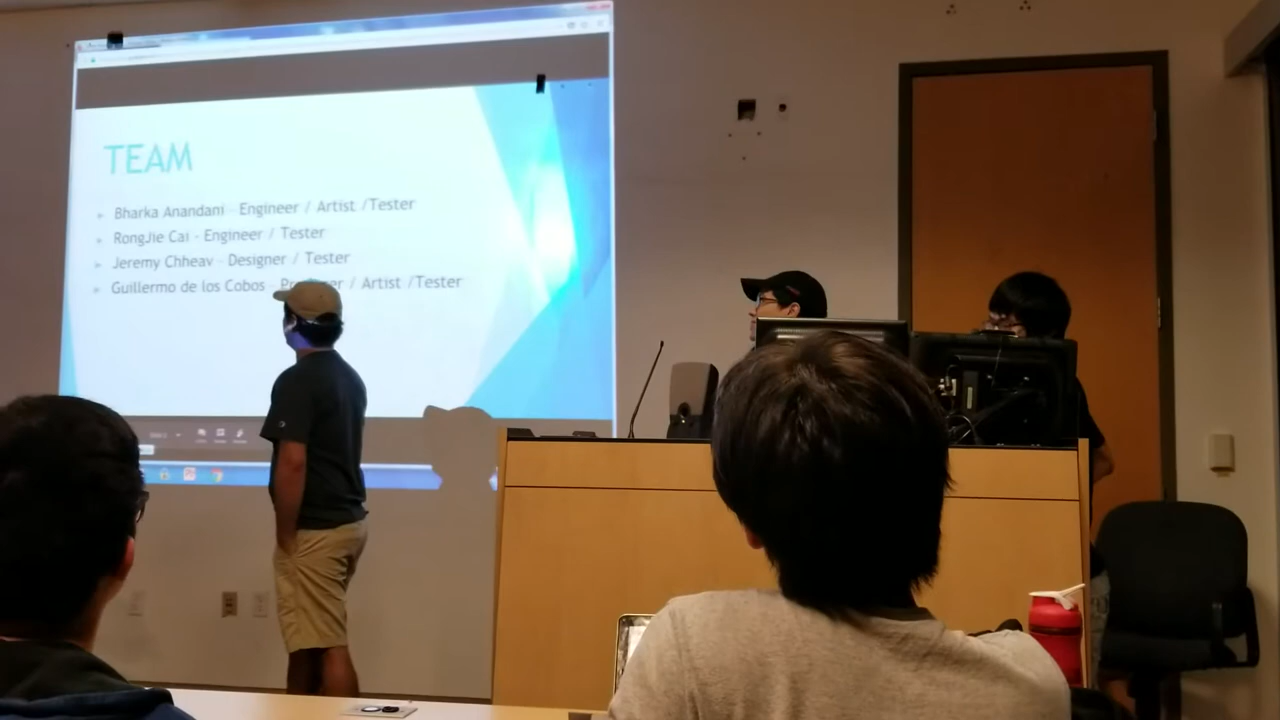 TEAM
Bharka Anandani - Engineer / Artist /Tester
RongJie Cai - Engineer / Tester
Jeremy Chheav - Designer / Tester
Guillermo de los Cobos - / Artist /Tester